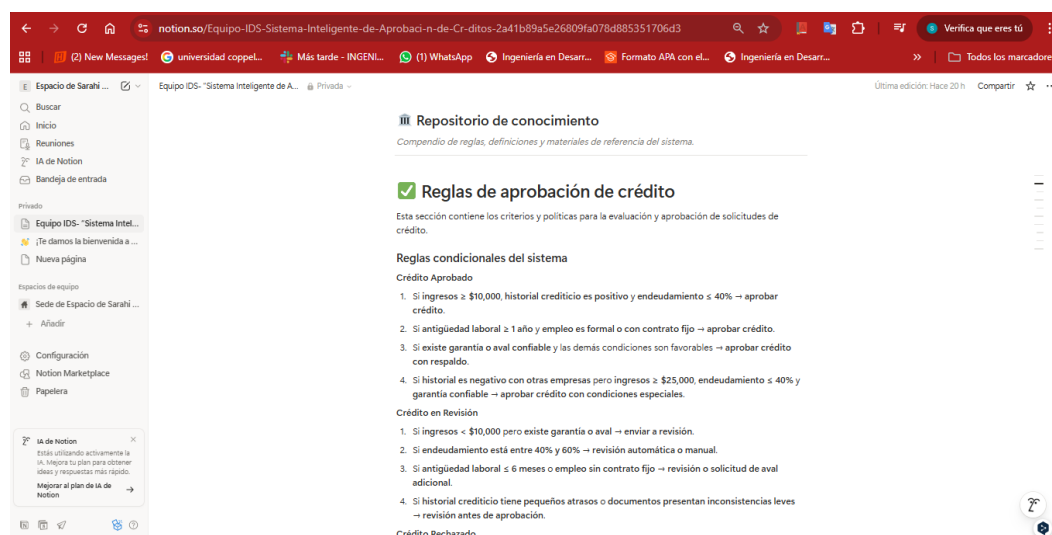 notion.so/Equipo-IDS-Sistema-Inteligente-de-Aprobaci-n-de-Cr-ditos-2a41b89a5e26809fa078d885351706d3
Verifica que eres tú
(2) New Messages!
universidad coppel...
Más tarde - INGENI...
(1) WhatsApp
Ingeniería en Desarr...
Formato APA con el...
Ingeniería en Desarr...
»
Todos los marcadores
E Espacio de Sarahi ...
Equipo IDS- "Sistema Inteligente de A...
Privada
Última edición: Hace 20 h
Compartir
Buscar
Inicio
Reuniones
IA de Notion
Bandeja de entrada
Privado
Equipo IDS- "Sistema Intel...
¡Te damos la bienvenida a ...
Nueva página
Espacios de equipo
Sede de Espacio de Sarahi ...
+ Añadir
Configuración
Notion Marketplace
Papelera
IA de Notion
Estás utilizando activamente la
IA. Mejora tu plan para obtener
ideas y respuestas más rápido.
Mejorar al plan de IA de
Notion
Repositorio de conocimiento
Compendio de reglas, definiciones y materiales de referencia del sistema.
Reglas de aprobación de crédito
Esta sección contiene los criterios y políticas para la evaluación y aprobación de solicitudes de
crédito.
Reglas condicionales del sistema
Crédito Aprobado
1. Si ingresos ≥ $10,000, historial crediticio es positivo y endeudamiento ≤ 40% → aprobar
crédito.
2. Si antigüedad laboral ≥ 1 año y empleo es formal o con contrato fijo → aprobar crédito.
3. Si existe garantía o aval confiable y las demás condiciones son favorables → aprobar crédito
con respaldo.
4. Si historial es negativo con otras empresas pero ingresos ≥ $25,000, endeudamiento ≤ 40% y
garantía confiable → aprobar crédito con condiciones especiales.
Crédito en Revisión
1. Si ingresos < $10,000 pero existe garantía o aval → enviar a revisión.
2. Si endeudamiento está entre 40% y 60% → revisión automática o manual.
3. Si antigüedad laboral ≤ 6 meses o empleo sin contrato fijo → revisión o solicitud de aval
adicional.
4. Si historial crediticio tiene pequeños atrasos o documentos presentan inconsistencias leves
→ revisión antes de aprobación.
Crédito Rechazado